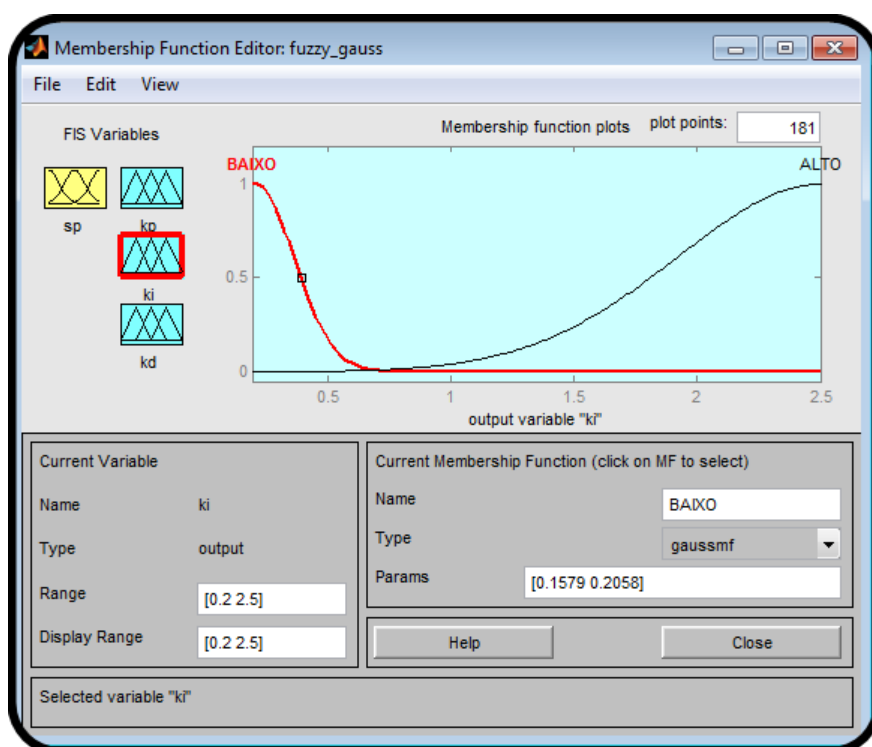 Membership Function Editor: fuzzy_gauss
File Edit View
FIS Variables
Membership function plots plot points: 181
sp
kp
ki
kd
BAIXO
ALTO
1
0.5
0
0.5 1 1.5 2 2.5
output variable "ki"
Current Variable
Name ki
Type output
Range [0.2 2.5]
Display Range [0.2 2.5]
Current Membership Function (click on MF to select)
Name BAIXO
Type gaussmf
Params [0.1579 0.2058]
Help Close
Selected variable "ki"